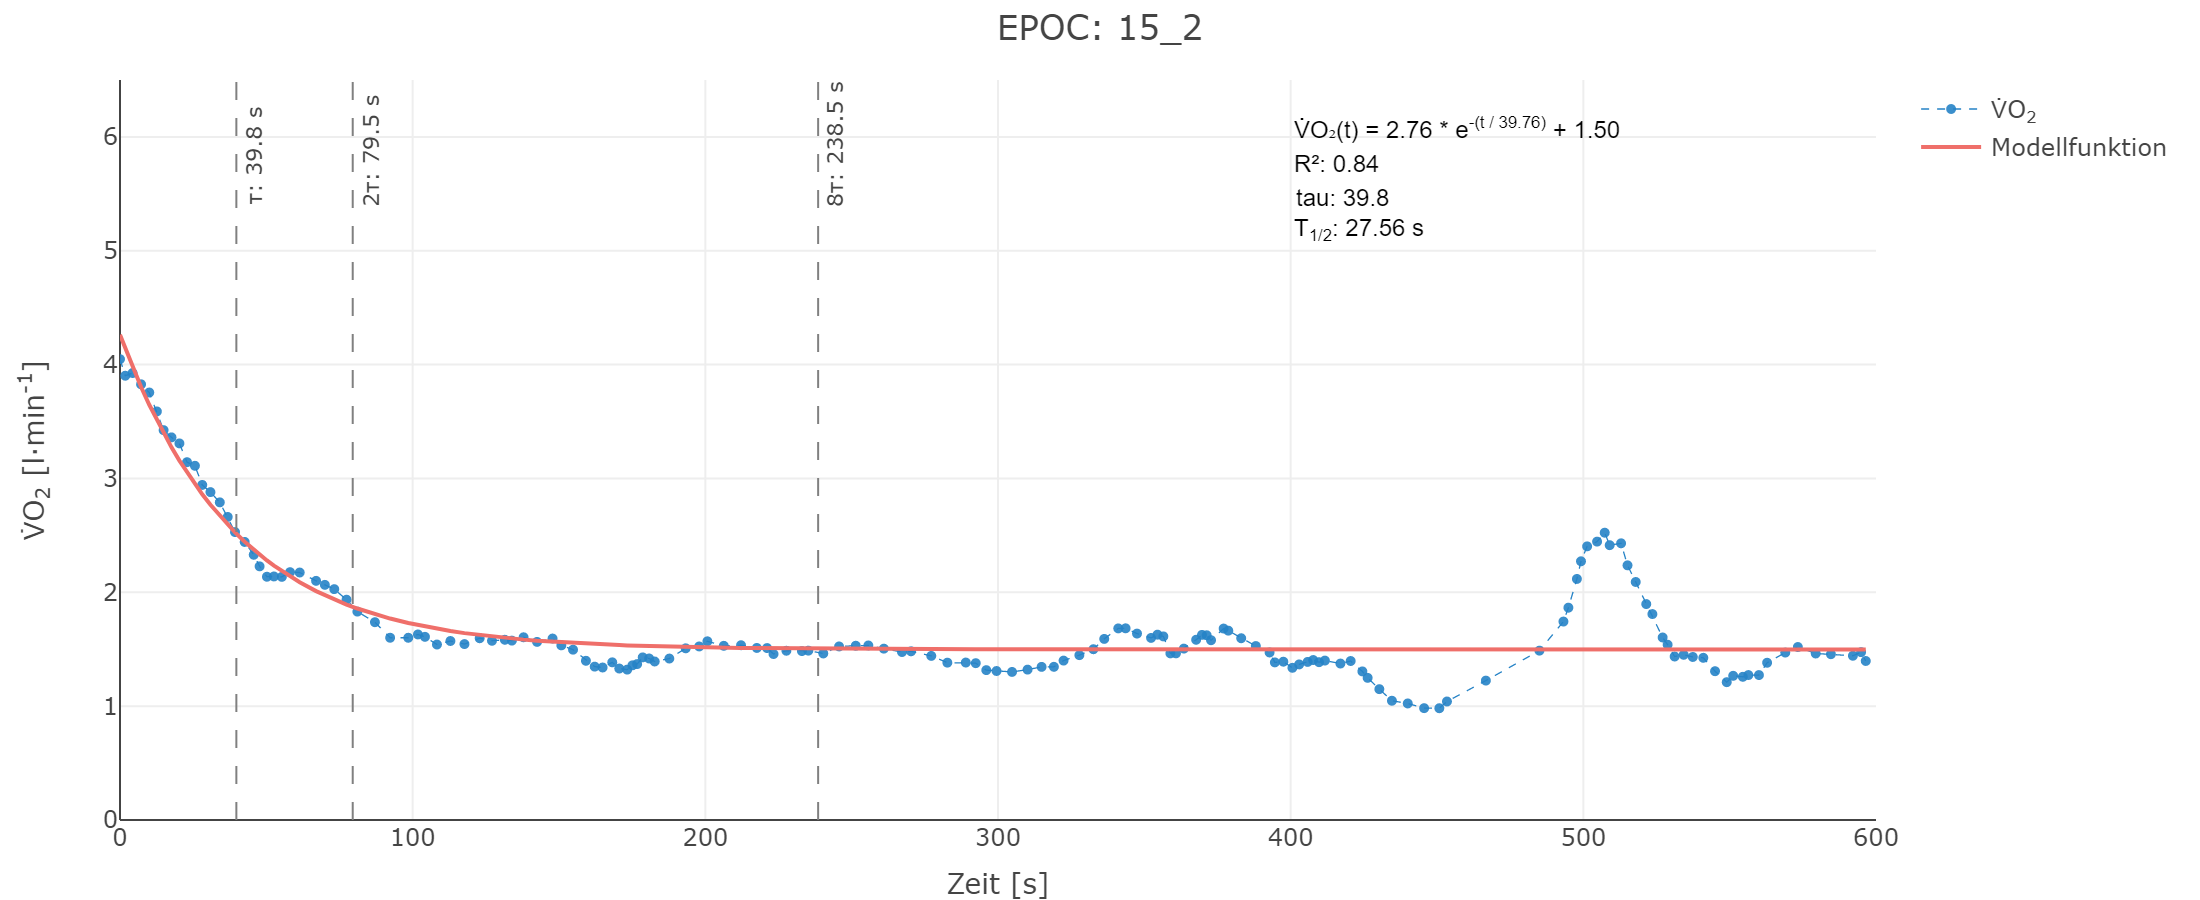 EPOC: 15_2
τ: 39.8 s
2τ: 79.5 s
8τ: 238.5 s
V̇O₂(t) = 2.76 * e⁻⁽ᵗ ᐟ ³⁹·⁷⁶⁾ + 1.50
R²: 0.84
tau: 39.8
T₁/₂: 27.56 s
V̇O₂
Modellfunktion
V̇O₂ [l·min⁻¹]
6
5
4
3
2
1
0
0 100 200 300 400 500 600
Zeit [s]